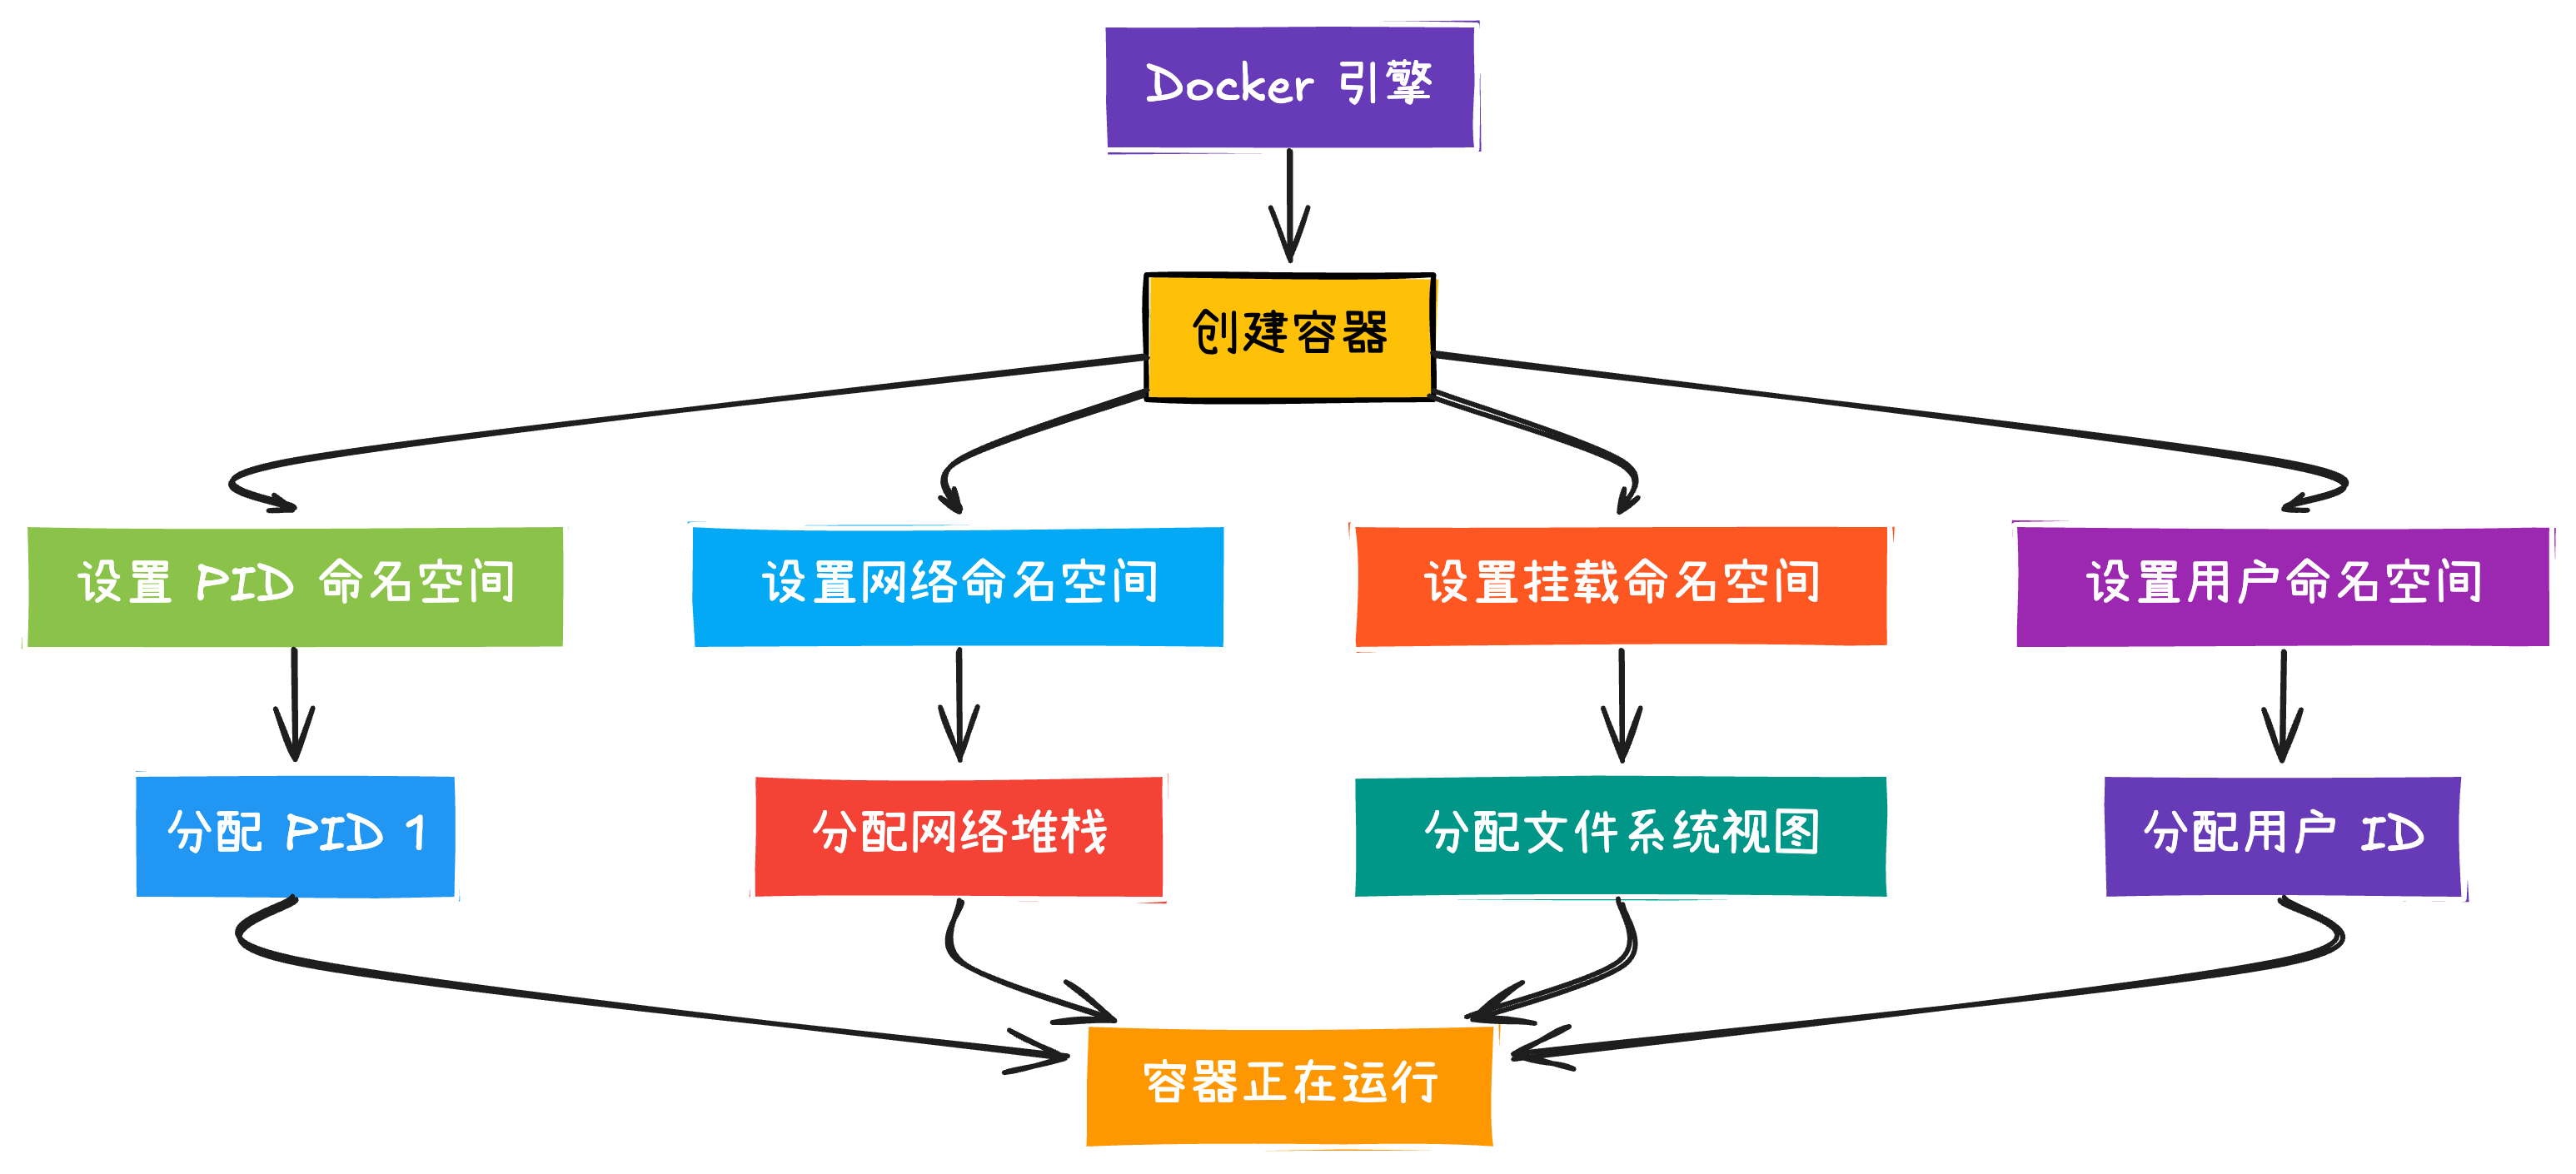 Docker 引擎
创建容器
设置 PID 命名空间
设置网络命名空间
设置挂载命名空间
设置用户命名空间
分配 PID 1
分配网络堆栈
分配文件系统视图
分配用户 ID
容器正在运行